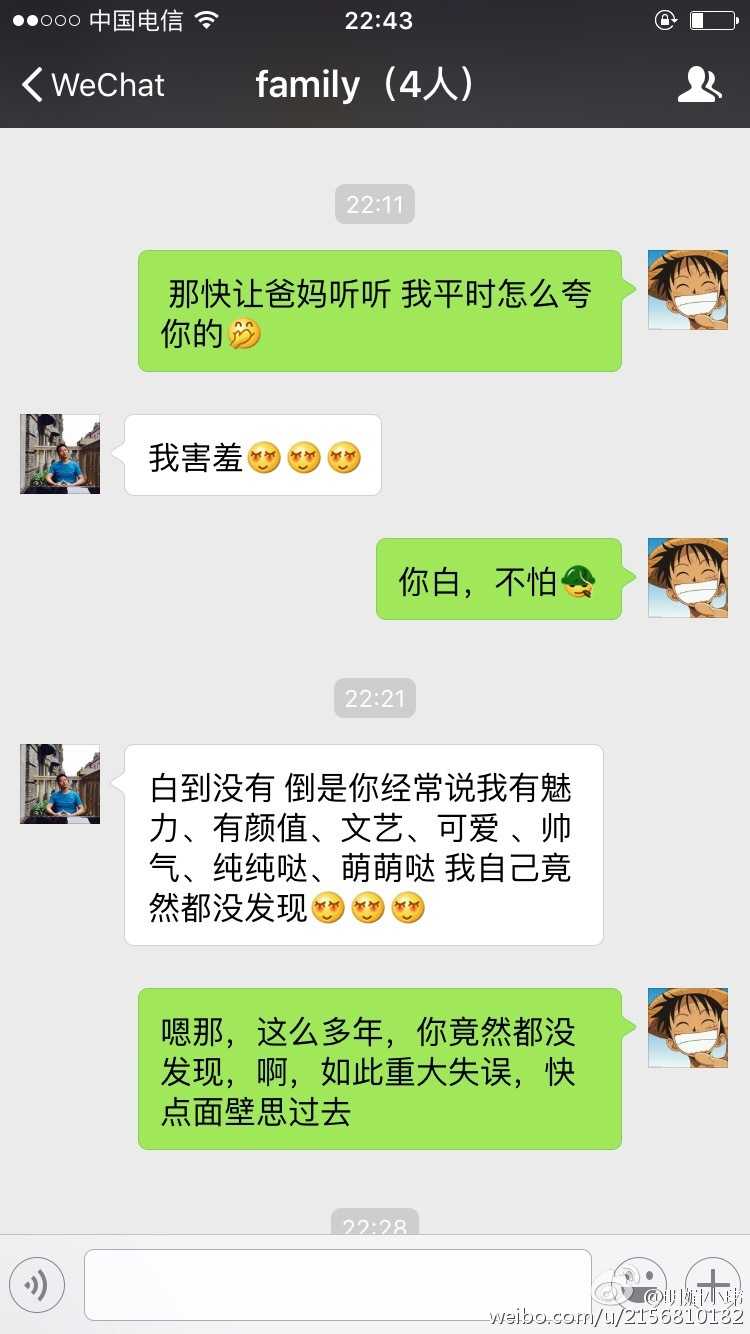 中国电信 22:43
WeChat family（4人）
22:11
那快让爸妈听听 我平时怎么夸
你的🤭
我害羞
你白，不怕
22:21
白到没有 倒是你经常说我有魅
力、有颜值、文艺、可爱 、帅
气、纯纯哒、萌萌哒 我自己竟
然都没发现
嗯那，这么多年，你竟然都没
发现，啊，如此重大失误，快
点面壁思过去
22:28
weibo.com/u/2156810182